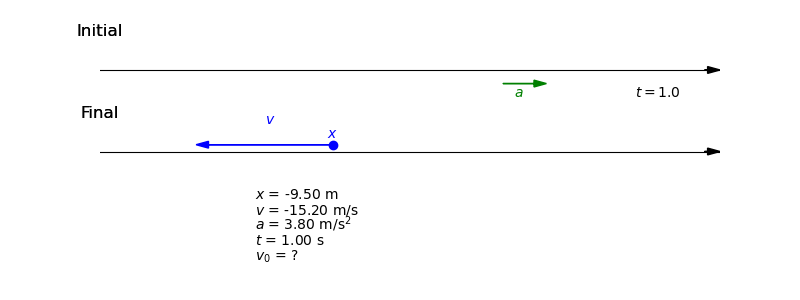 Initial
a
t = 1.0
Final
v
x
x = -9.50 m
v = -15.20 m/s
a = 3.80 m/s²
t = 1.00 s
v₀ = ?